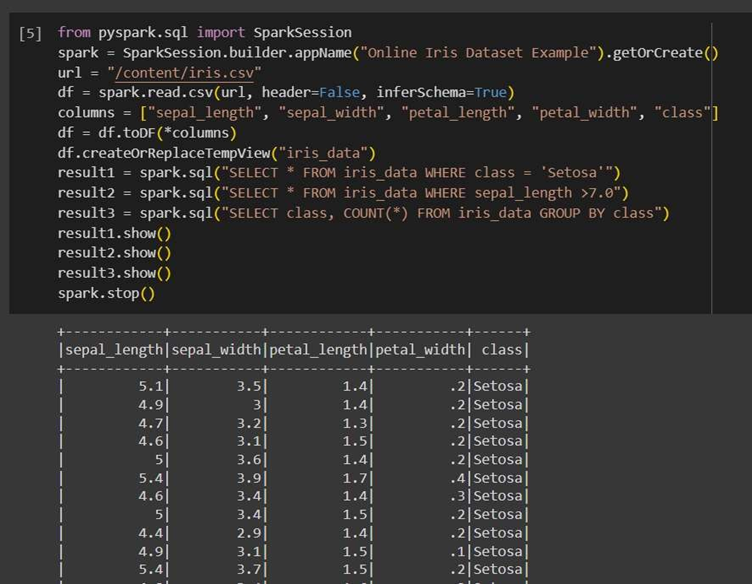 [5] from pyspark.sql import SparkSession
spark = SparkSession.builder.appName("Online Iris Dataset Example").getOrCreate()
url = "/content/iris.csv"
df = spark.read.csv(url, header=False, inferSchema=True)
columns = ["sepal_length", "sepal_width", "petal_length", "petal_width", "class"]
df = df.toDF(*columns)
df.createOrReplaceTempView("iris_data")
result1 = spark.sql("SELECT * FROM iris_data WHERE class = 'Setosa'")
result2 = spark.sql("SELECT * FROM iris_data WHERE sepal_length >7.0")
result3 = spark.sql("SELECT class, COUNT(*) FROM iris_data GROUP BY class")
result1.show()
result2.show()
result3.show()
spark.stop()
+------------+-----------+------------+-----------+------+
|sepal_length|sepal_width|petal_length|petal_width| class|
+------------+-----------+------------+-----------+------+
|         5.1|        3.5|         1.4|         .2|Setosa|
|         4.9|          3|         1.4|         .2|Setosa|
|         4.7|        3.2|         1.3|         .2|Setosa|
|         4.6|        3.1|         1.5|         .2|Setosa|
|           5|        3.6|         1.4|         .2|Setosa|
|         5.4|        3.9|         1.7|         .4|Setosa|
|         4.6|        3.4|         1.4|         .3|Setosa|
|           5|        3.4|         1.5|         .2|Setosa|
|         4.4|        2.9|         1.4|         .2|Setosa|
|         4.9|        3.1|         1.5|         .1|Setosa|
|         5.4|        3.7|         1.5|         .2|Setosa|